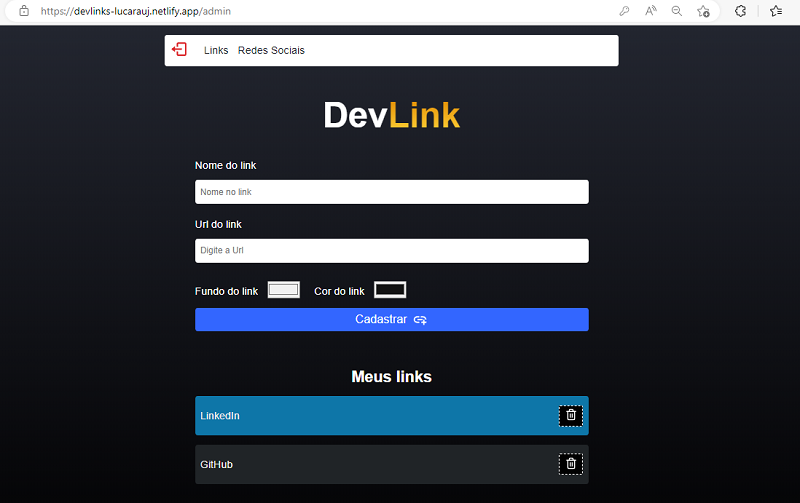 https://devlinks-lucarauj.netlify.app/admin
Links Redes Sociais
DevLink
Nome do link
Nome no link
Url do link
Digite a Url
Fundo do link Cor do link
Cadastrar
Meus links
LinkedIn
GitHub